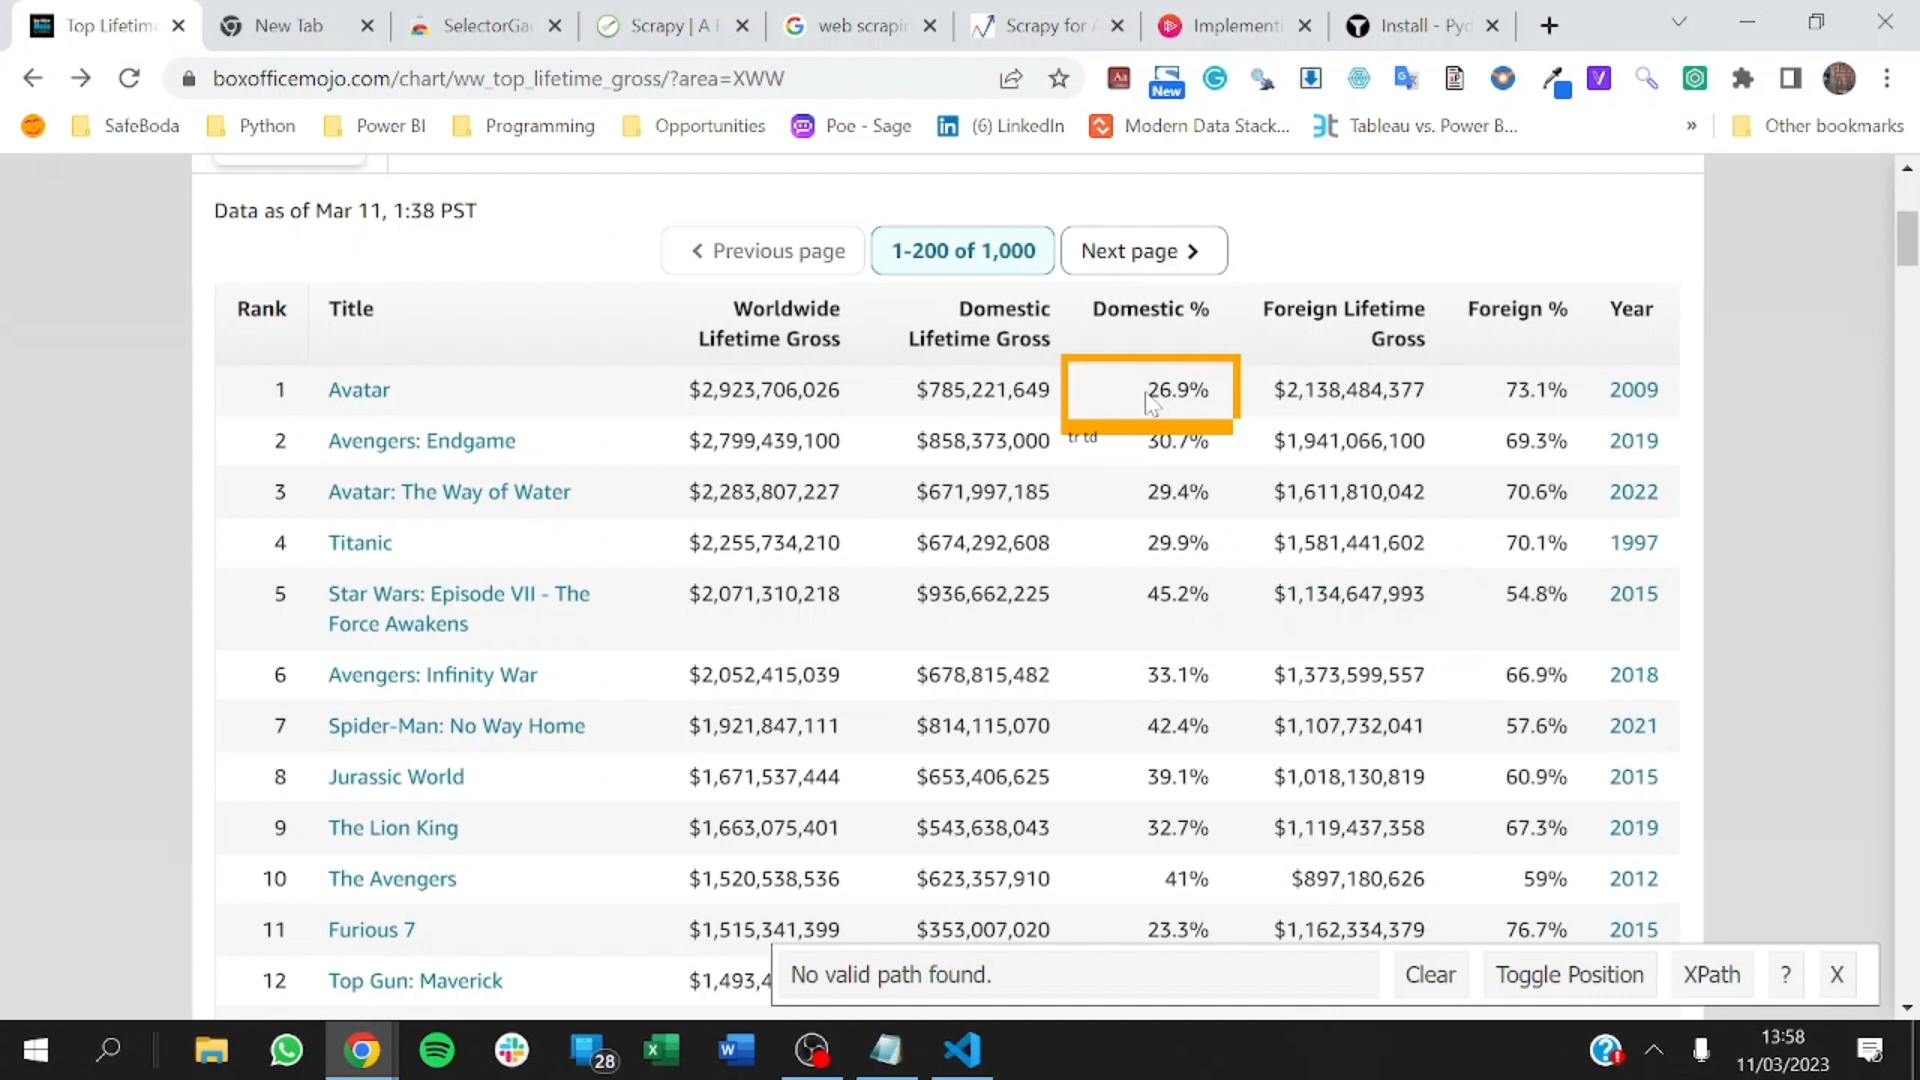 Top Lifetime
New Tab
SelectorGa
Scrapy | A F
web scrapin
Scrapy for A
Implementi
Install - Pyd
boxofficemojo.com/chart/ww_top_lifetime_gross/?area=XWW
New
SafeBoda
Python
Power BI
Programming
Opportunities
Poe - Sage
(6) LinkedIn
Modern Data Stack...
Tableau vs. Power B...
»
Other bookmarks
Data as of Mar 11, 1:38 PST
Previous page
1-200 of 1,000
Next page
Rank Title Worldwide Lifetime Gross Domestic Lifetime Gross Domestic % Foreign Lifetime Gross Foreign % Year
1 Avatar $2,923,706,026 $785,221,649 26.9% $2,138,484,377 73.1% 2009
tr td
2 Avengers: Endgame $2,799,439,100 $858,373,000 30.7% $1,941,066,100 69.3% 2019
3 Avatar: The Way of Water $2,283,807,227 $671,997,185 29.4% $1,611,810,042 70.6% 2022
4 Titanic $2,255,734,210 $674,292,608 29.9% $1,581,441,602 70.1% 1997
5 Star Wars: Episode VII - The Force Awakens $2,071,310,218 $936,662,225 45.2% $1,134,647,993 54.8% 2015
6 Avengers: Infinity War $2,052,415,039 $678,815,482 33.1% $1,373,599,557 66.9% 2018
7 Spider-Man: No Way Home $1,921,847,111 $814,115,070 42.4% $1,107,732,041 57.6% 2021
8 Jurassic World $1,671,537,444 $653,406,625 39.1% $1,018,130,819 60.9% 2015
9 The Lion King $1,663,075,401 $543,638,043 32.7% $1,119,437,358 67.3% 2019
10 The Avengers $1,520,538,536 $623,357,910 41% $897,180,626 59% 2012
11 Furious 7 $1,515,341,399 $353,007,020 23.3% $1,162,334,379 76.7% 2015
12 Top Gun: Maverick $1,493,4
No valid path found.
Clear
Toggle Position
XPath
?
X
28
13:58
11/03/2023